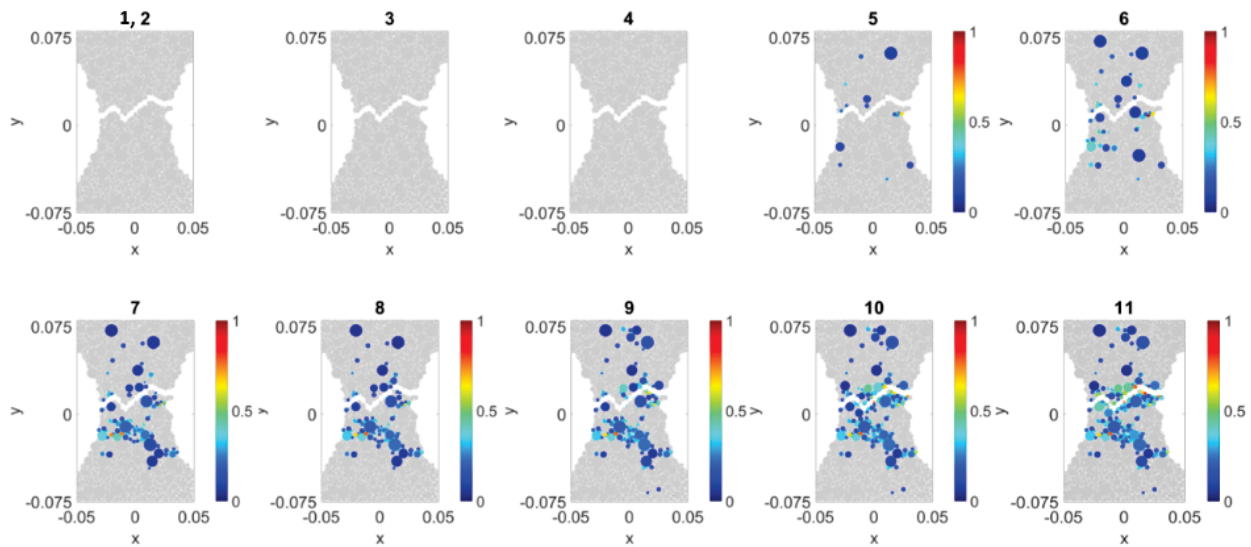 1, 2 3 4 5 6
0.075 0.075 0.075 0.075 1 0.075 1
y 0 y 0 y 0 y 0 0.5 y 0 0.5
-0.075 -0.075 -0.075 -0.075 0 -0.075 0
-0.05 0 0.05 -0.05 0 0.05 -0.05 0 0.05 -0.05 0 0.05 -0.05 0 0.05
x x x x x
7 8 9 10 11
0.075 1 0.075 1 0.075 1 0.075 1 0.075 1
y 0 0.5 y 0 0.5 y 0 0.5 y 0 0.5 y 0 0.5
-0.075 0 -0.075 0 -0.075 0 -0.075 0 -0.075 0
-0.05 0 0.05 -0.05 0 0.05 -0.05 0 0.05 -0.05 0 0.05 -0.05 0 0.05
x x x x x